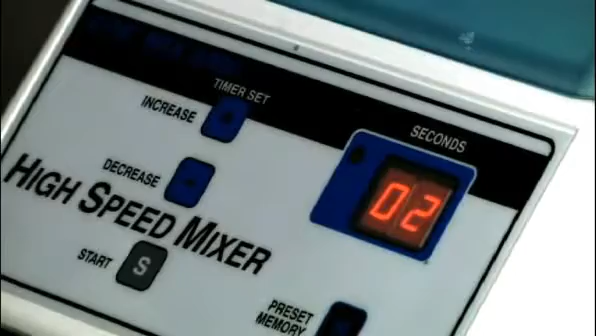 TIMER SET
INCREASE
SECONDS
02
DECREASE
HIGH SPEED MIXER
START S
PRESET
MEMORY